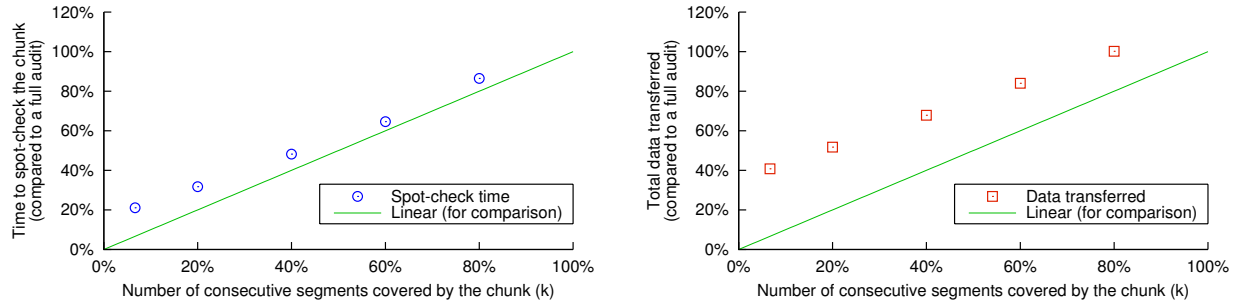 Time to spot-check the chunk
(compared to a full audit)
120%
100%
80%
60%
40%
20%
0%
Spot-check time
Linear (for comparison)
0% 20% 40% 60% 80% 100%
Number of consecutive segments covered by the chunk (k)
Total data transferred
(compared to a full audit)
120%
100%
80%
60%
40%
20%
0%
Data transferred
Linear (for comparison)
0% 20% 40% 60% 80% 100%
Number of consecutive segments covered by the chunk (k)